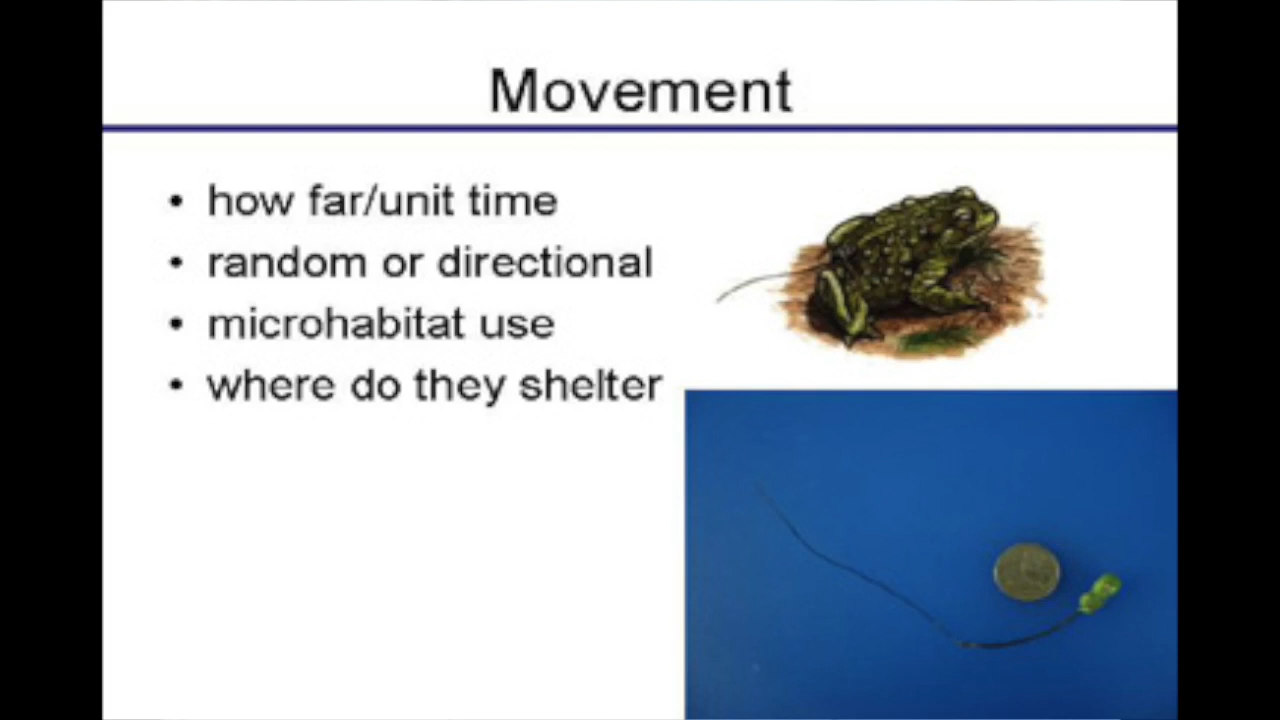 Movement
• how far/unit time
• random or directional
• microhabitat use
• where do they shelter